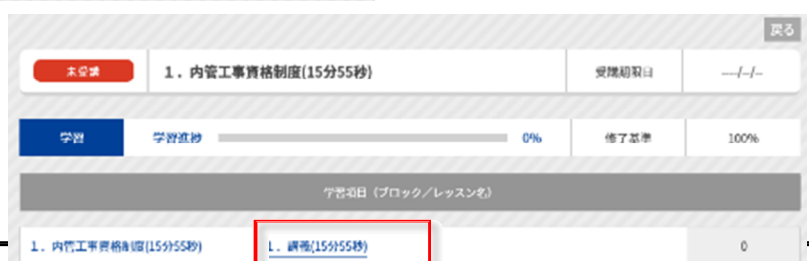 戻る
未受講 1．内管工事資格制度(15分55秒) 受講期限日 ----/--/--
学習 学習進捗 0% 修了基準 100%
学習項目（ブロック／レッスン名）
1．内管工事資格制度(15分55秒) 1．講義(15分55秒) 0